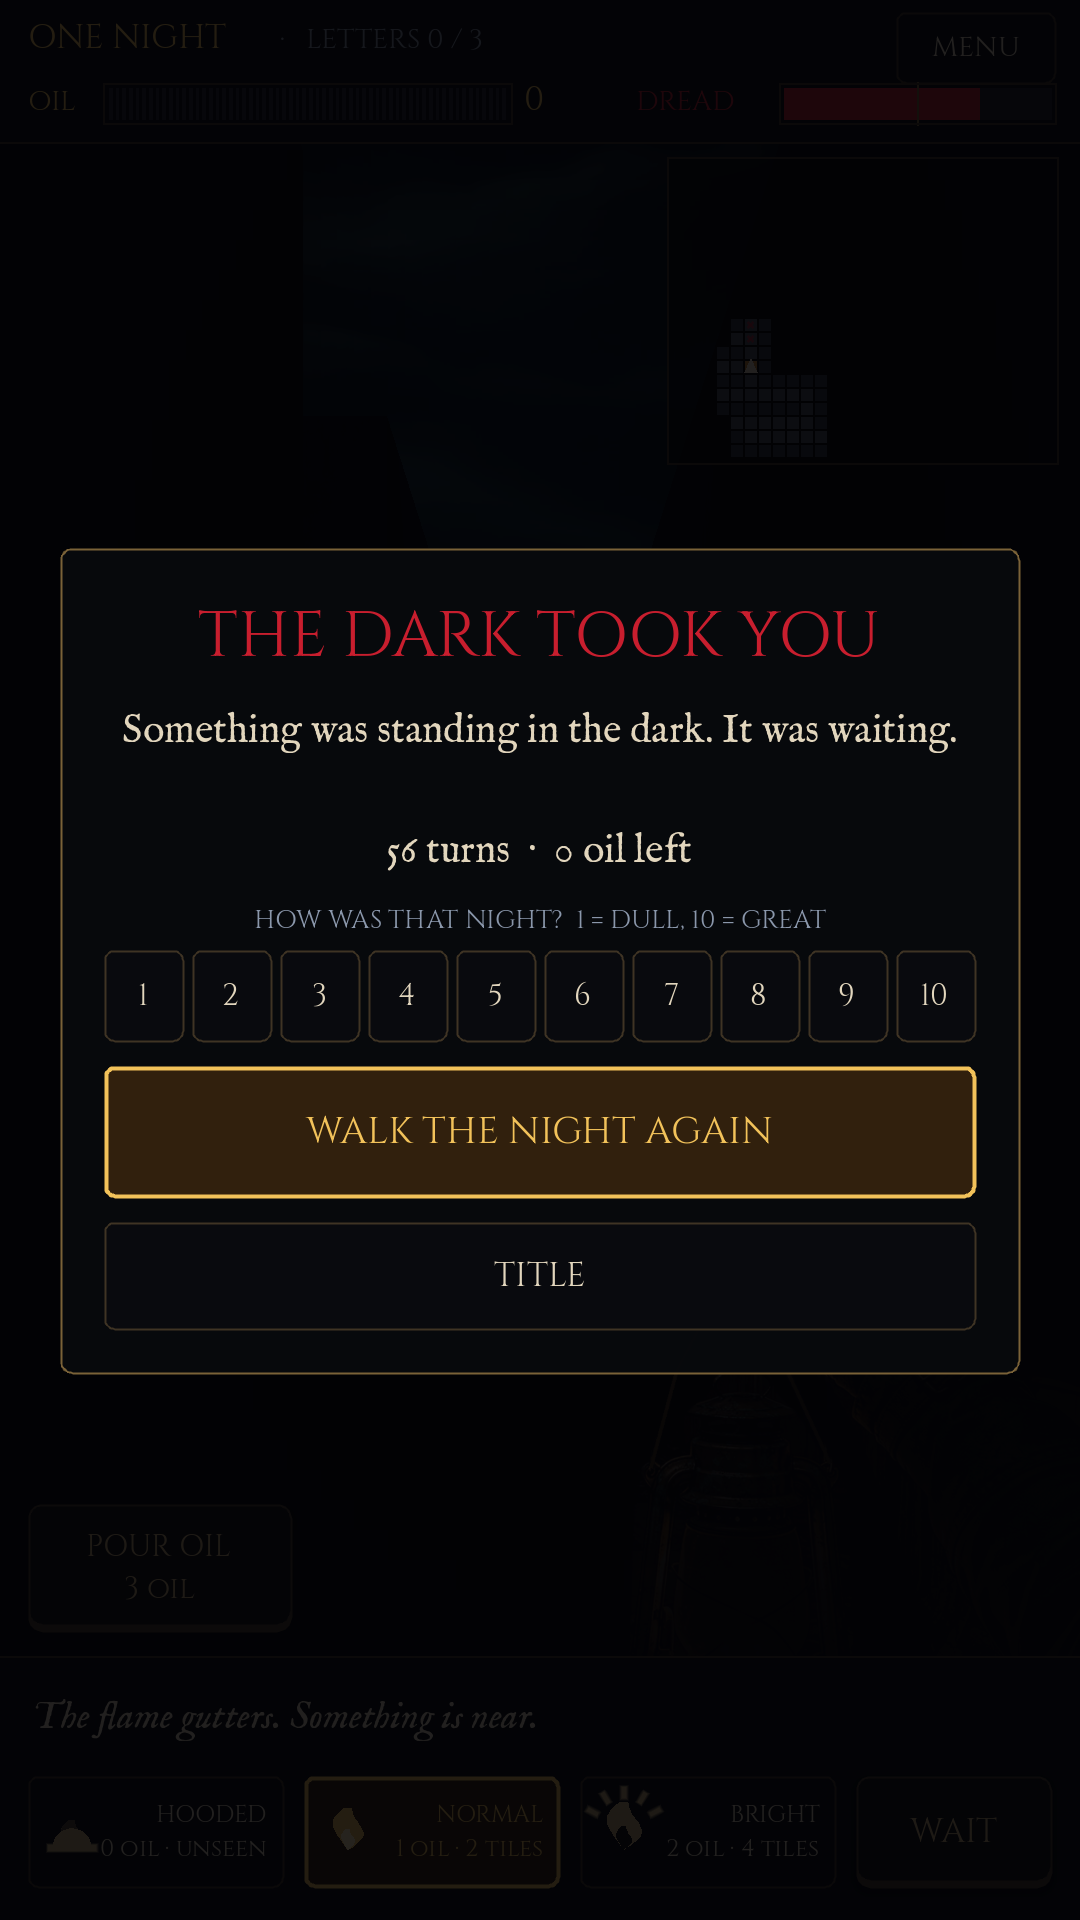 ONE NIGHT · LETTERS 0 / 3
MENU
OIL 0 DREAD
THE DARK TOOK YOU
Something was standing in the dark. It was waiting.
56 turns · 0 oil left
HOW WAS THAT NIGHT? 1 = DULL, 10 = GREAT
1 2 3 4 5 6 7 8 9 10
WALK THE NIGHT AGAIN
TITLE
POUR OIL
3 OIL
The flame gutters. Something is near.
HOODED
0 OIL · UNSEEN
NORMAL
1 OIL · 2 TILES
BRIGHT
2 OIL · 4 TILES
WAIT